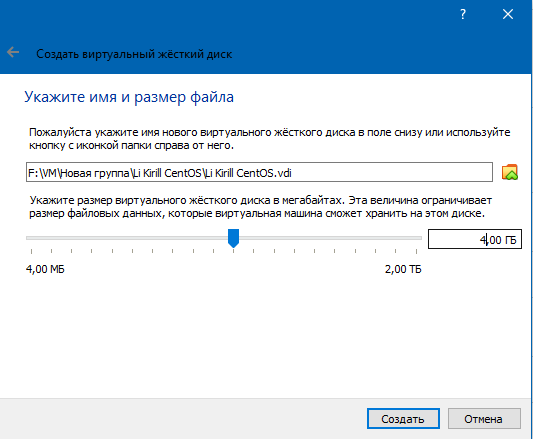 ?
Создать виртуальный жёсткий диск
Укажите имя и размер файла
Пожалуйста укажите имя нового виртуального жёсткого диска в поле снизу или используйте
кнопку с иконкой папки справа от него.
F:\VM\Новая группа\Li Kirill CentOS\Li Kirill CentOS.vdi
Укажите размер виртуального жёсткого диска в мегабайтах. Эта величина ограничивает
размер файловых данных, которые виртуальная машина сможет хранить на этом диске.
4,00 ГБ
4,00 МБ 2,00 ТБ
Создать Отмена